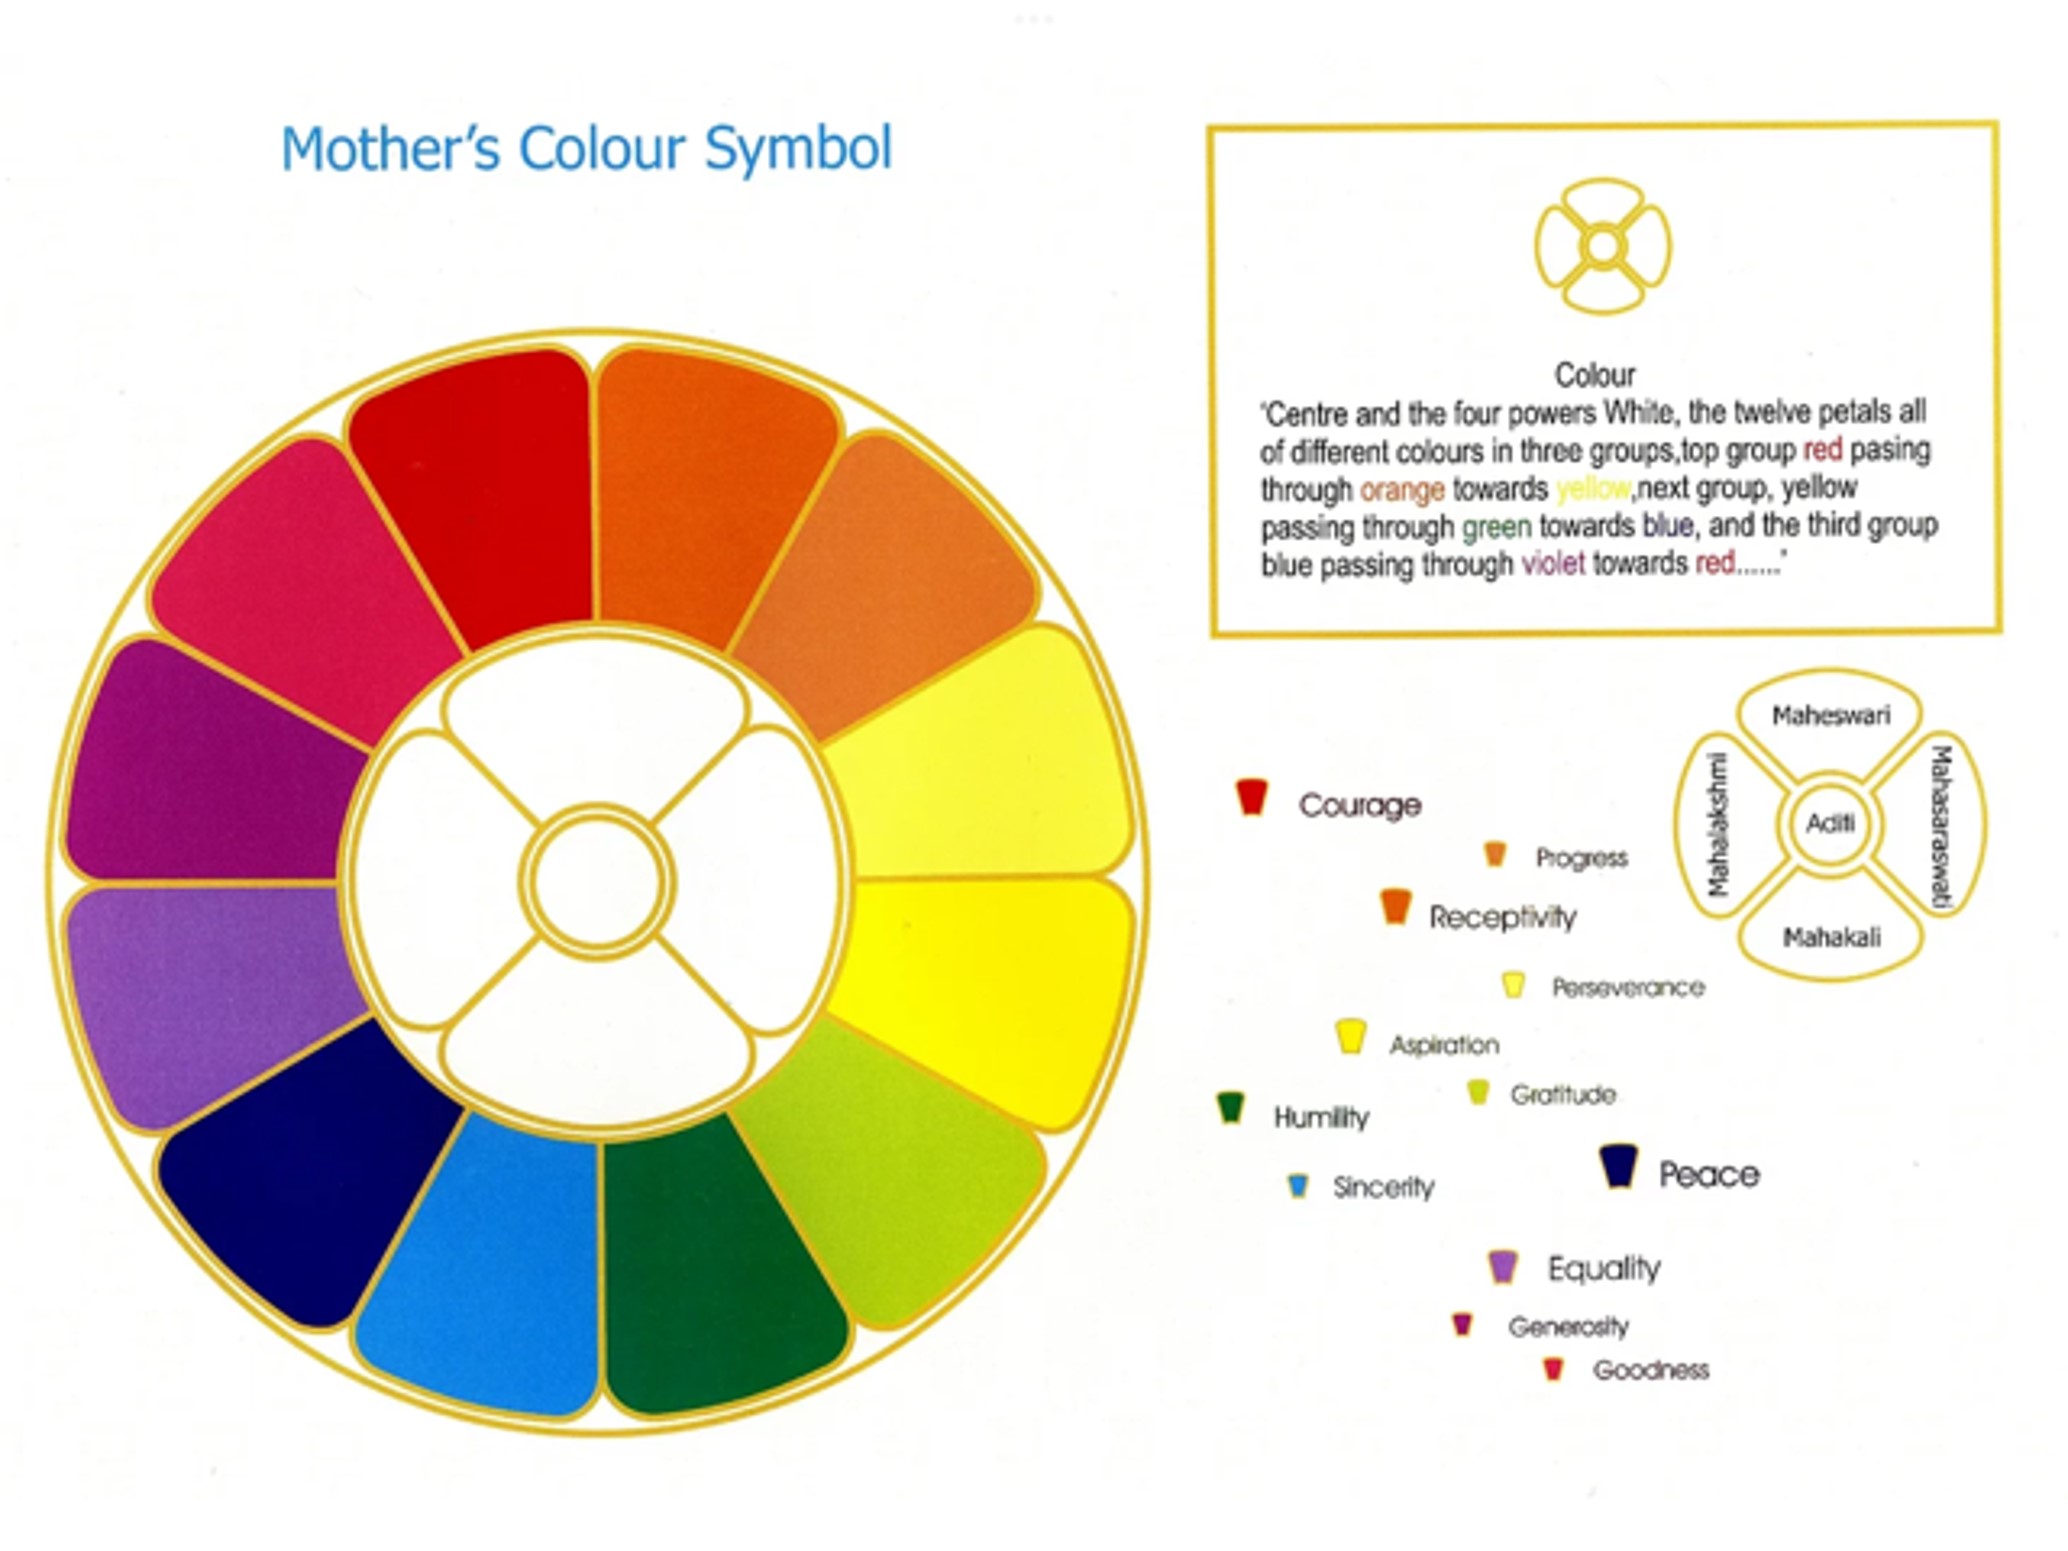 Mother's Colour Symbol
Colour
'Centre and the four powers White, the twelve petals all
of different colours in three groups,top group red pasing
through orange towards yellow,next group, yellow
passing through green towards blue, and the third group
blue passing through violet towards red......'
Maheswari
Mahalakshmi
Aditi
Mahasaraswati
Mahakali
Courage
Progress
Receptivity
Perseverance
Aspiration
Gratitude
Humility
Peace
Sincerity
Equality
Generosity
Goodness